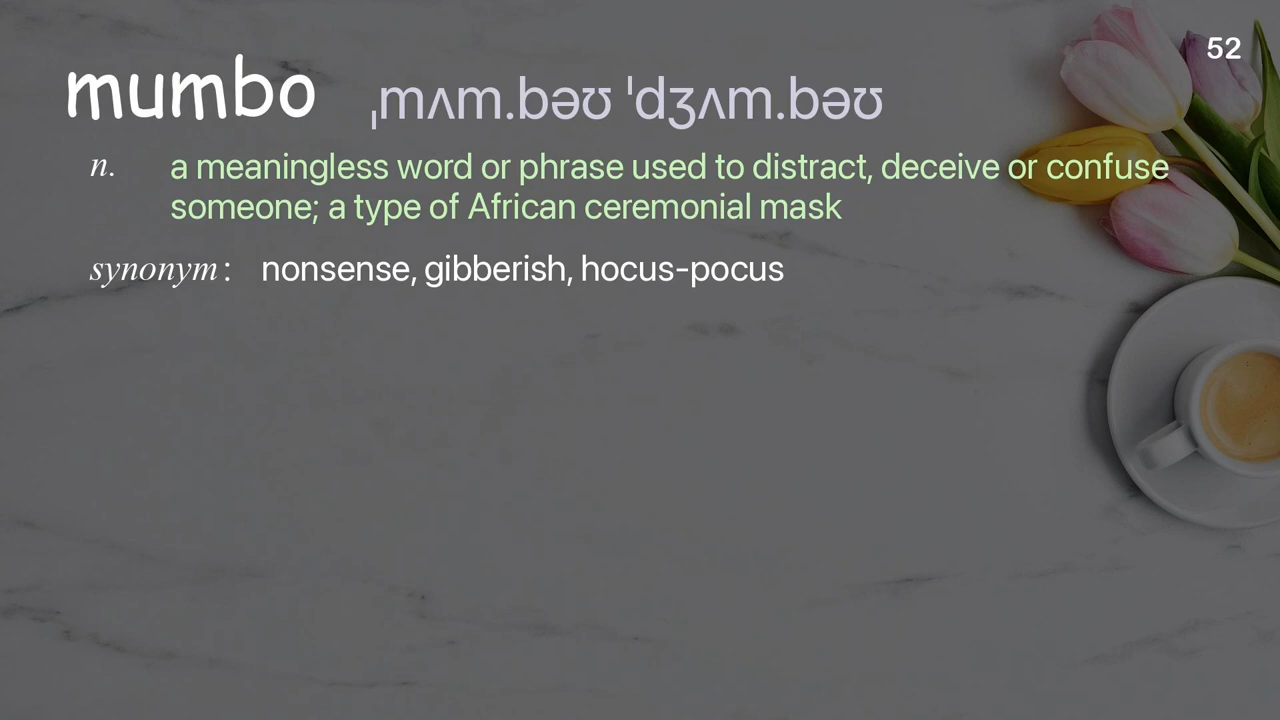 52
mumbo ˌmʌm.bəʊ ˈdʒʌm.bəʊ
n. a meaningless word or phrase used to distract, deceive or confuse
someone; a type of African ceremonial mask
synonym: nonsense, gibberish, hocus-pocus